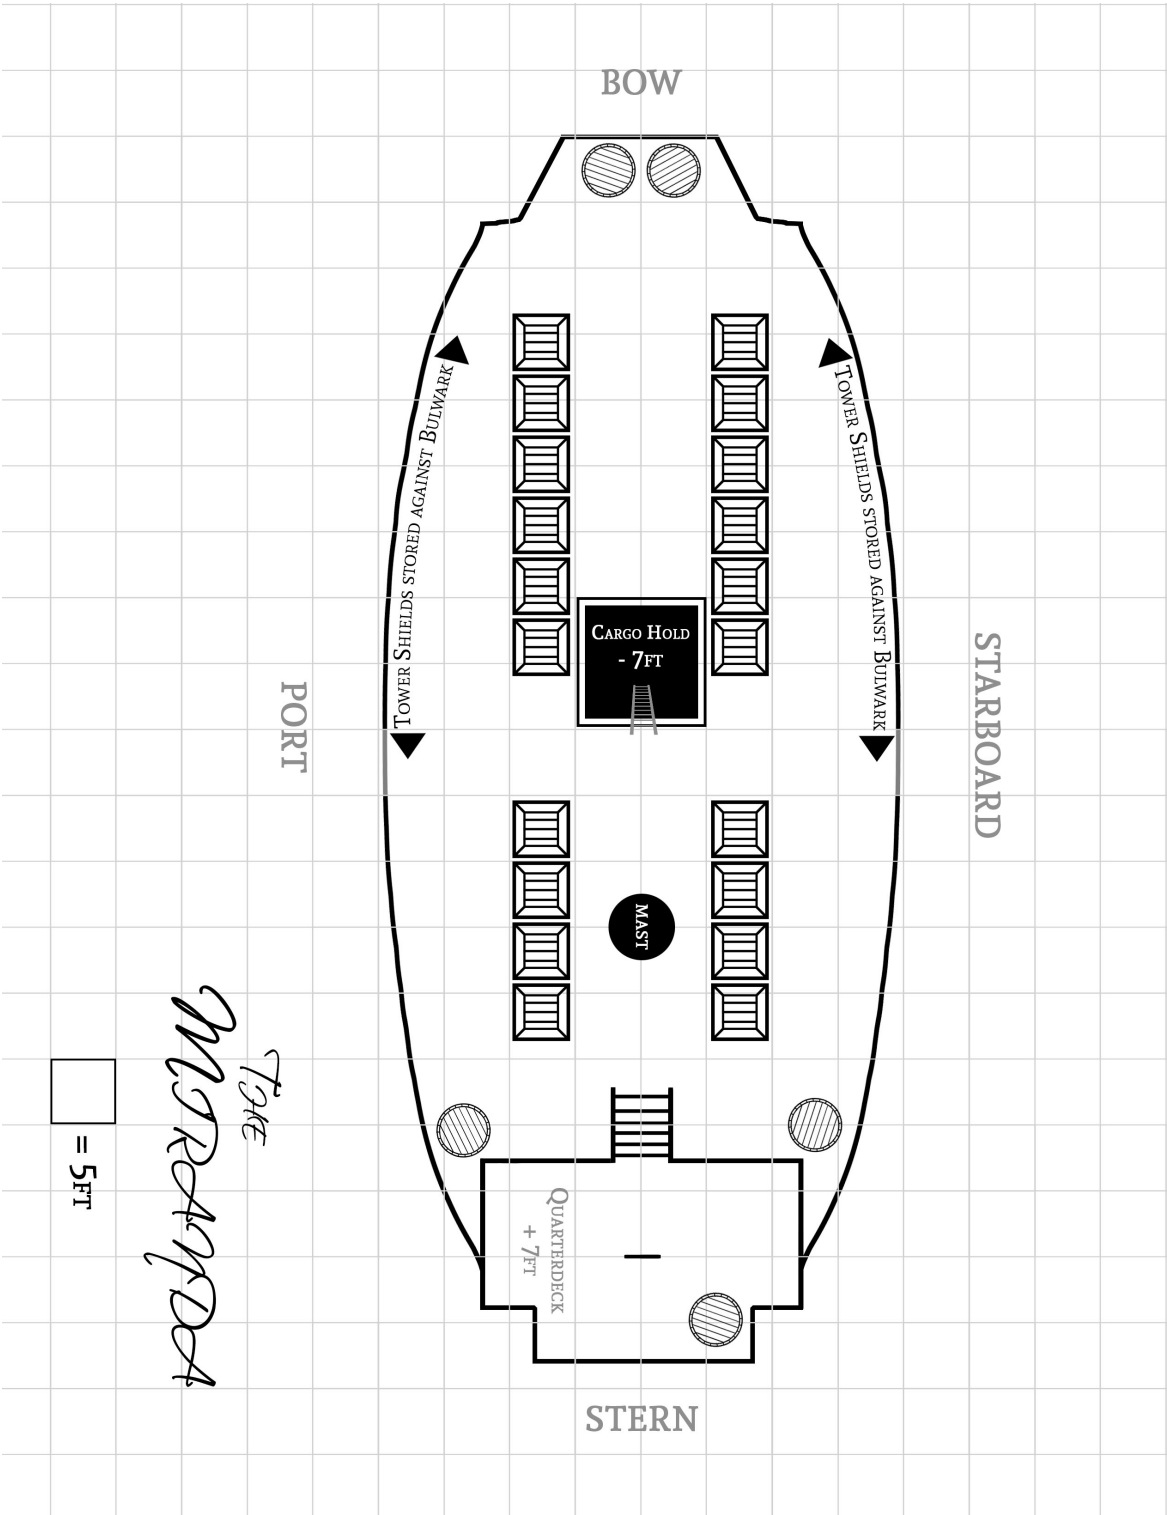 BOW
Tower Shields stored against Bulwark
Tower Shields stored against Bulwark
Cargo Hold
- 7ft
PORT
STARBOARD
MAST
The
Miranda
= 5ft
Quarterdeck
+ 7ft
STERN